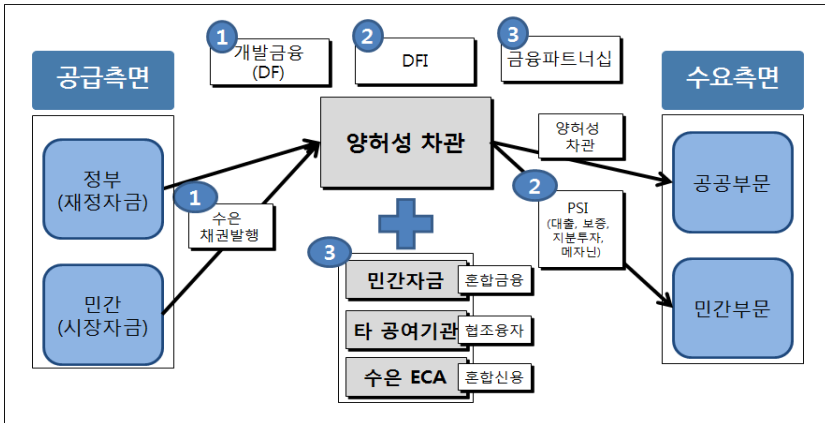 1
개발금융
(DF)
2
DFI
3
금융파트너십
공급측면
수요측면
정부
(재정자금)
민간
(시장자금)
1
수은
채권발행
양허성 차관
양허성
차관
2
PSI
(대출, 보증,
지분투자,
메자닌)
공공부문
민간부문
3
민간자금
혼합금융
타 공여기관
협조융자
수은 ECA
혼합신용